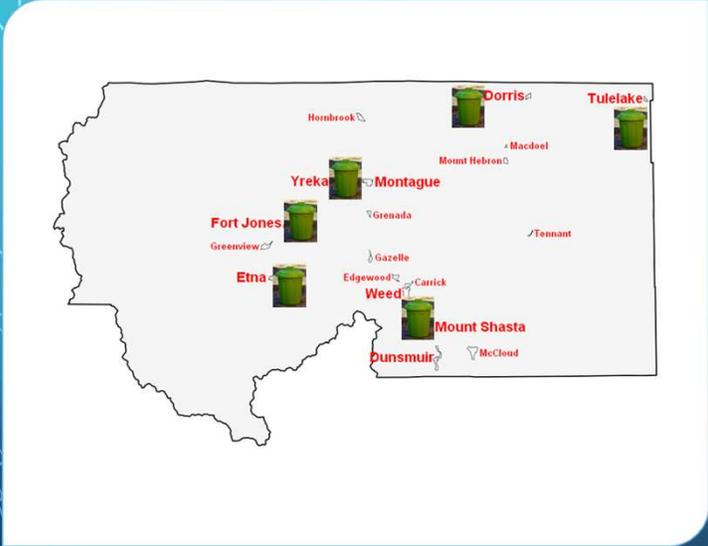 Dorris
Tulelake
Hornbrook
Macdoel
Mount Hebron
Yreka
Montague
Grenada
Fort Jones
Tennant
Greenview
Gazelle
Etna
Edgewood
Carrick
Weed
Mount Shasta
Dunsmuir
McCloud